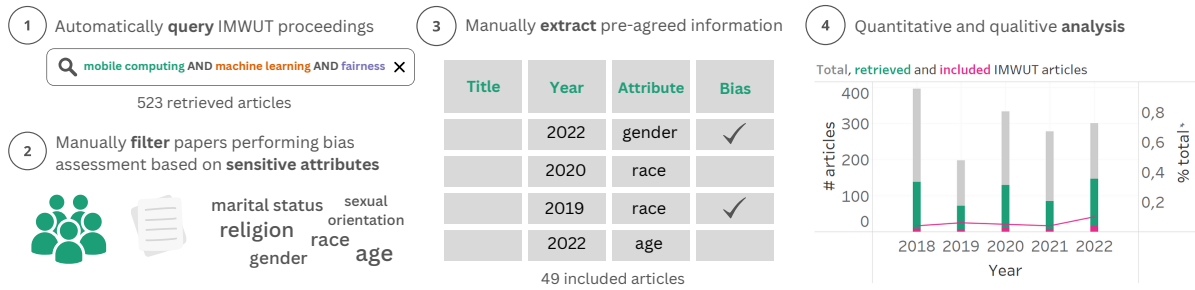 1 Automatically query IMWUT proceedings
mobile computing AND machine learning AND fairness
523 retrieved articles
2 Manually filter papers performing bias
assessment based on sensitive attributes
marital status sexual
orientation
religion race
gender age
3 Manually extract pre-agreed information
Title Year Attribute Bias
2022 gender
2020 race
2019 race
2022 age
49 included articles
4 Quantitative and qualitive analysis
Total, retrieved and included IMWUT articles
400
300
200
100
0
# articles
0,8
0,6
0,4
0,2
% total *
2018 2019 2020 2021 2022
Year